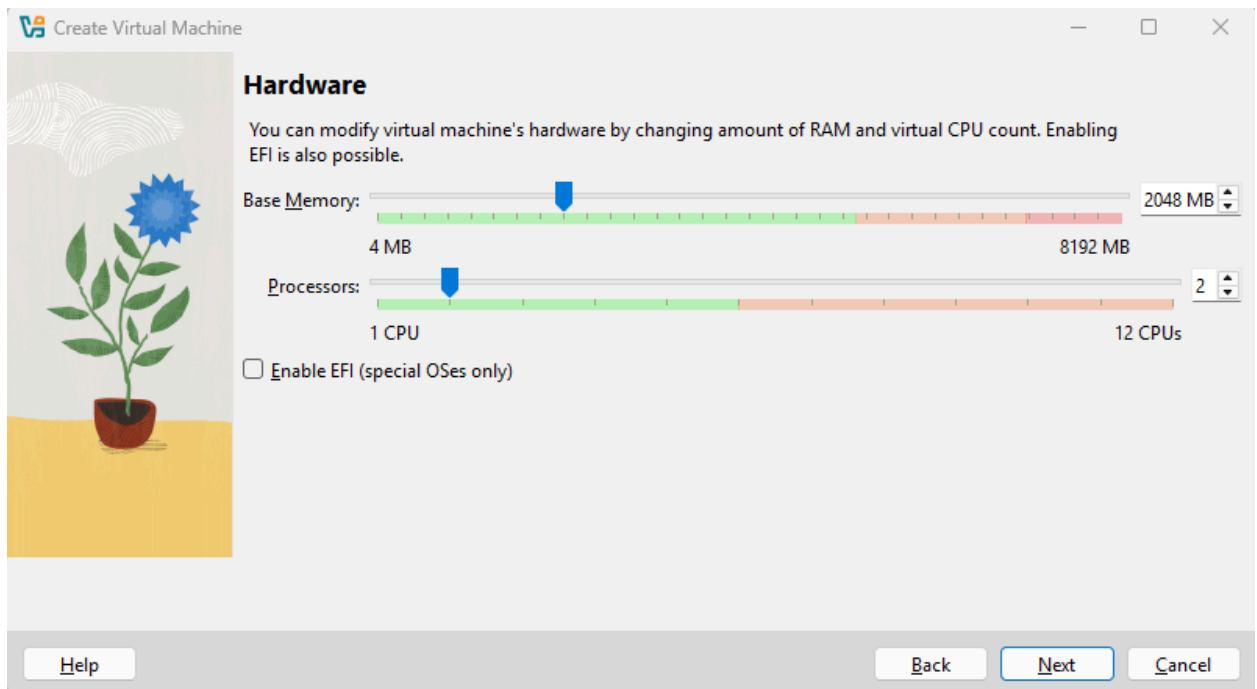 Create Virtual Machine
Hardware
You can modify virtual machine's hardware by changing amount of RAM and virtual CPU count. Enabling
EFI is also possible.
Base Memory: 2048 MB
4 MB 8192 MB
Processors: 2
1 CPU 12 CPUs
Enable EFI (special OSes only)
Help Back Next Cancel